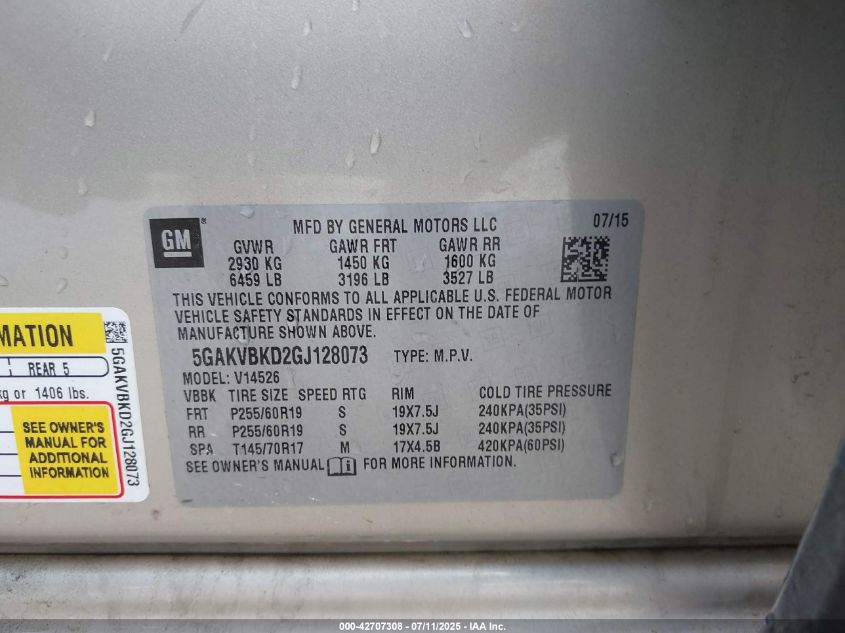 GM ®
MFD BY GENERAL MOTORS LLC 07/15
GVWR GAWR FRT GAWR RR
2930 KG 1450 KG 1600 KG
6459 LB 3196 LB 3527 LB
THIS VEHICLE CONFORMS TO ALL APPLICABLE U.S. FEDERAL MOTOR
VEHICLE SAFETY STANDARDS IN EFFECT ON THE DATE OF
MANUFACTURE SHOWN ABOVE.
5GAKVBKD2GJ128073 TYPE: M.P.V.
MODEL: V14526
VBBK TIRE SIZE SPEED RTG RIM COLD TIRE PRESSURE
FRT P255/60R19 S 19X7.5J 240KPA(35PSI)
RR P255/60R19 S 19X7.5J 240KPA(35PSI)
SPA T145/70R17 M 17X4.5B 420KPA(60PSI)
SEE OWNER'S MANUAL FOR MORE INFORMATION.
MATION
REAR 5
kg or 1406 lbs.
SEE OWNER'S
MANUAL FOR
ADDITIONAL
INFORMATION
5GAKVBKD2GJ128073
000-42707308 - 07/11/2025 - IAA Inc.